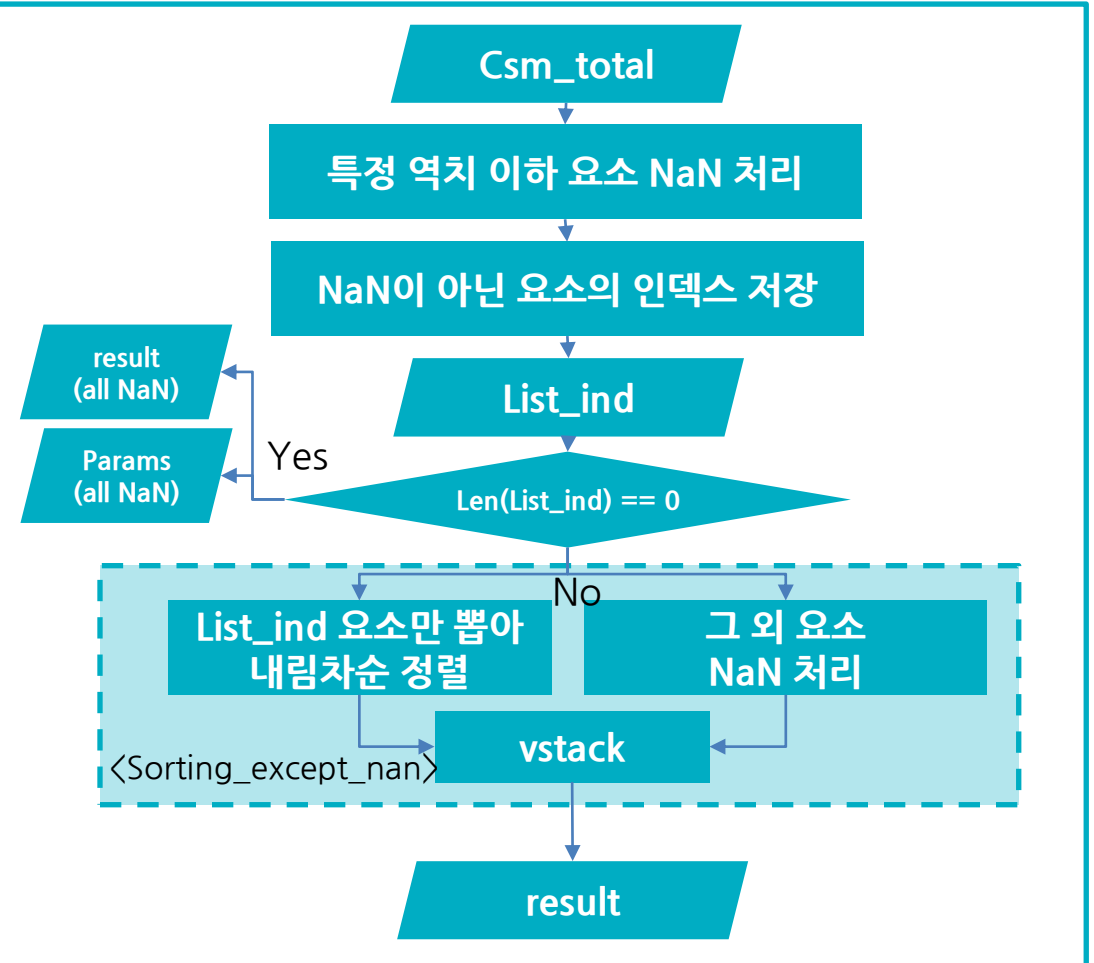 Csm_total
특정 역치 이하 요소 NaN 처리
NaN이 아닌 요소의 인덱스 저장
result
(all NaN)
List_ind
Params
(all NaN)
Yes
Len(List_ind) == 0
No
List_ind 요소만 뽑아
내림차순 정렬
그 외 요소
NaN 처리
vstack
<Sorting_except_nan>
result